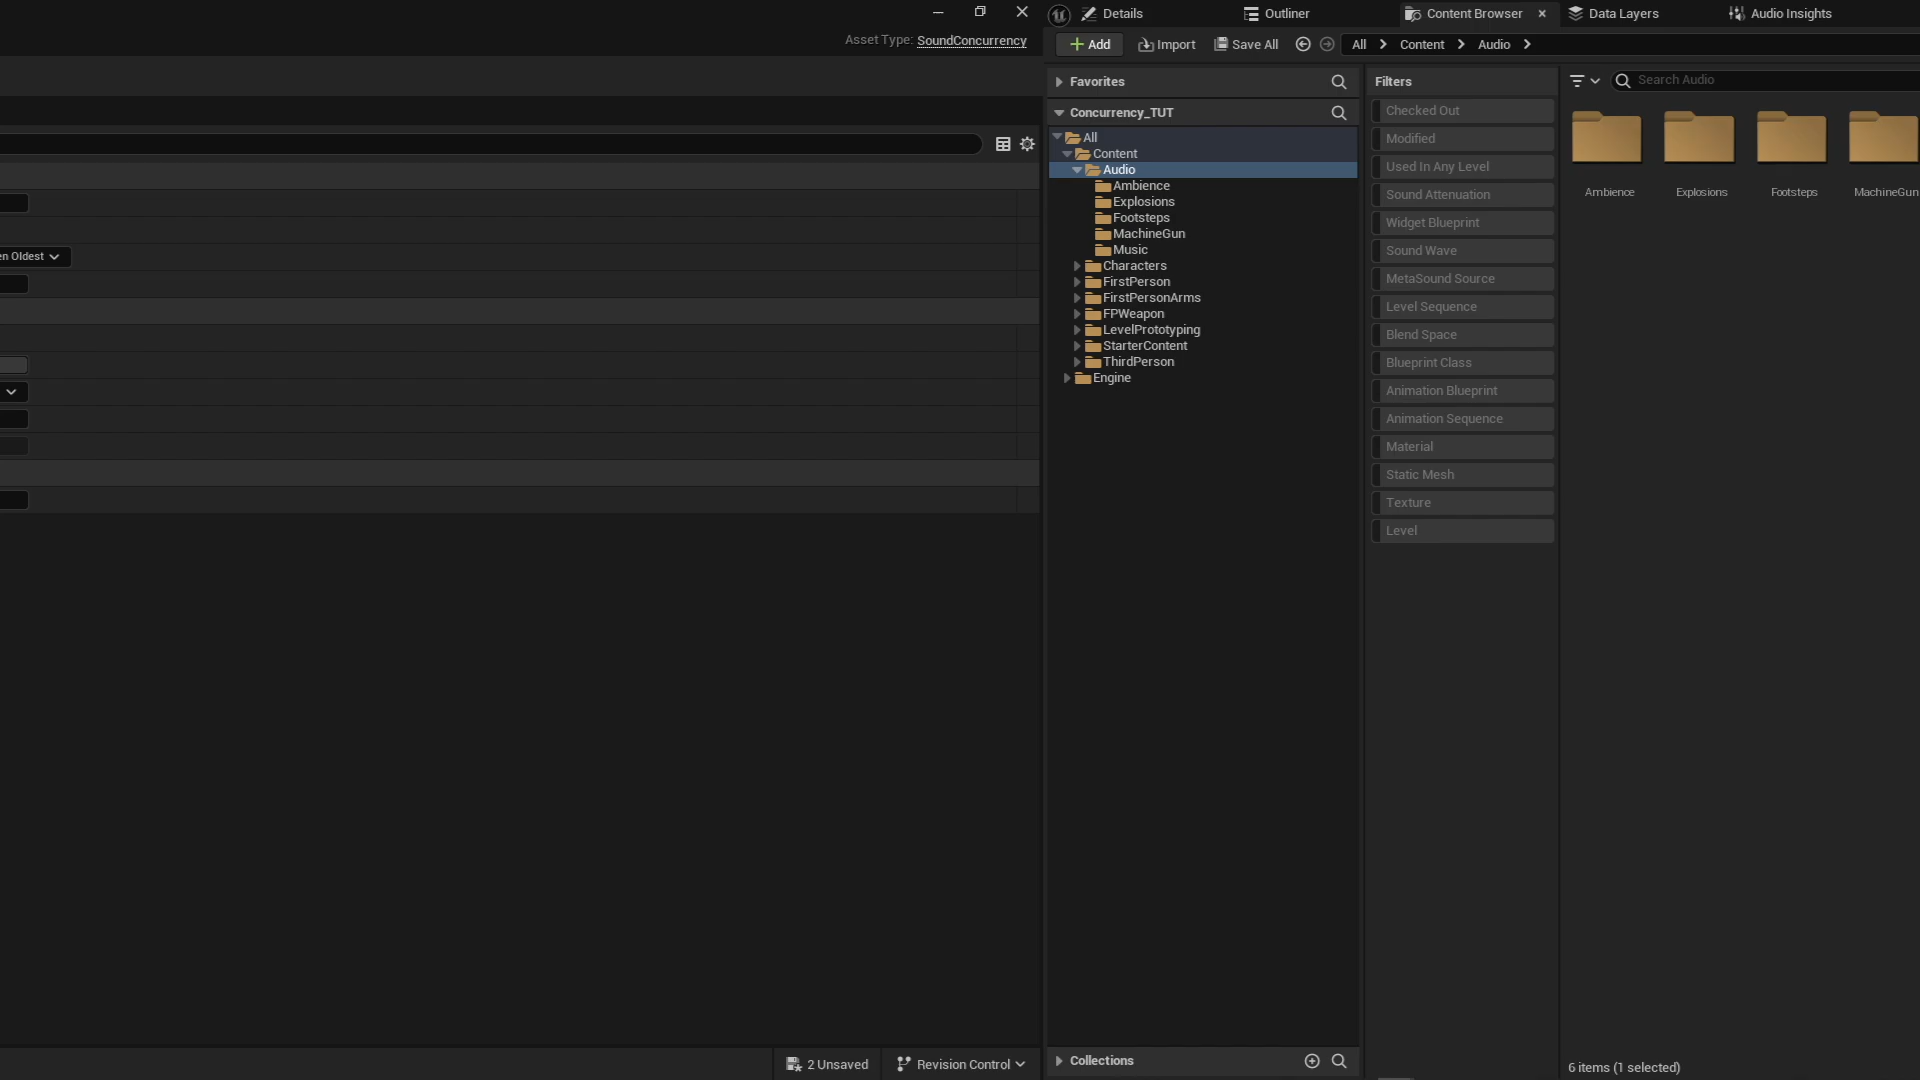 Asset Type: SoundConcurrency
en Oldest
2 Unsaved
Revision Control
Details
Outliner
Content Browser
Data Layers
Audio Insights
Add
Import
Save All
All
Content
Audio
Favorites
Concurrency_TUT
All
Content
Audio
Ambience
Explosions
Footsteps
MachineGun
Music
Characters
FirstPerson
FirstPersonArms
FPWeapon
LevelPrototyping
StarterContent
ThirdPerson
Engine
Collections
Filters
Checked Out
Modified
Used In Any Level
Sound Attenuation
Widget Blueprint
Sound Wave
MetaSound Source
Level Sequence
Blend Space
Blueprint Class
Animation Blueprint
Animation Sequence
Material
Static Mesh
Texture
Level
Search Audio
Ambience
Explosions
Footsteps
MachineGun
6 items (1 selected)